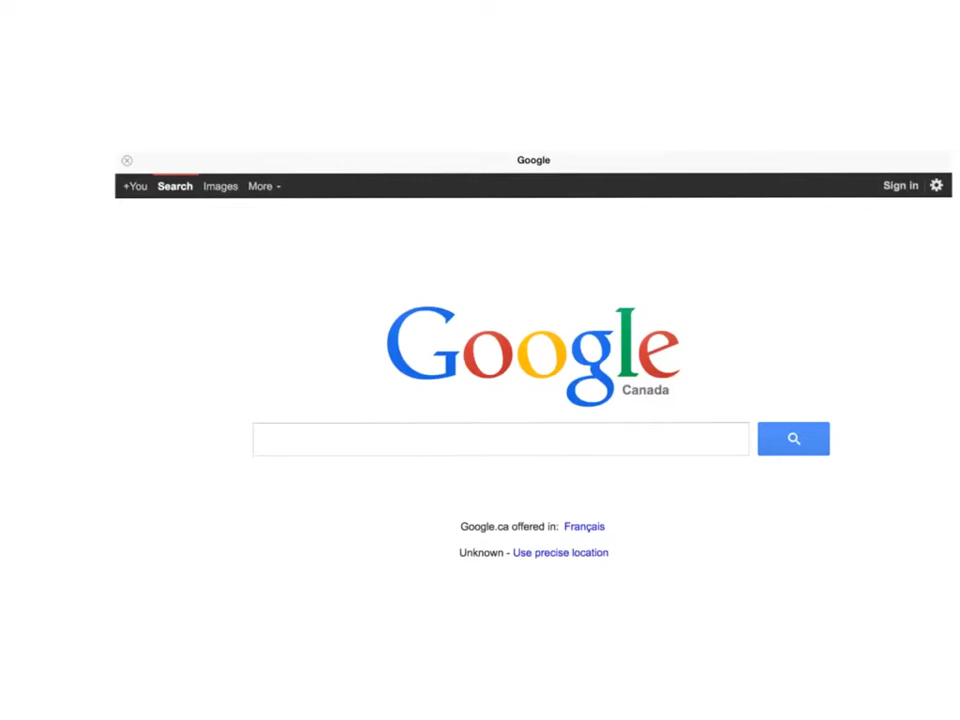 Google
+You Search Images More Sign in
Google
Canada
Google.ca offered in: Français
Unknown - Use precise location